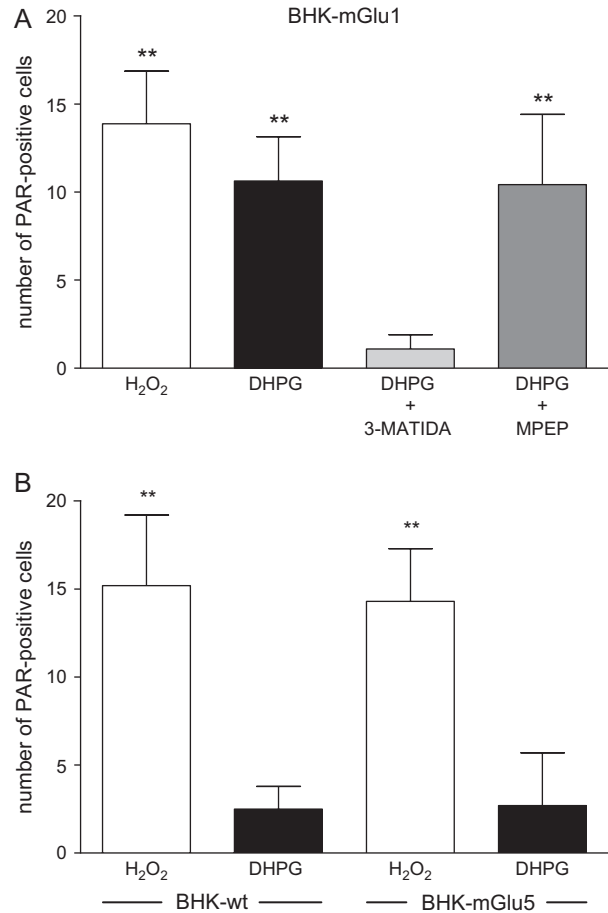 A
BHK-mGlu1
number of PAR-positive cells
20
15
10
5
0
**
**
**
H₂O₂
DHPG
DHPG
+
3-MATIDA
DHPG
+
MPEP
B
number of PAR-positive cells
20
15
10
5
0
**
**
H₂O₂
DHPG
H₂O₂
DHPG
BHK-wt
BHK-mGlu5